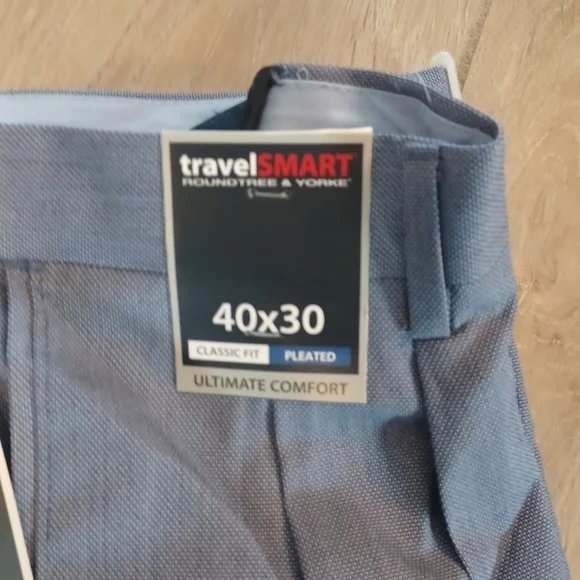 travelSMART
ROUNDTREE & YORKE
40x30
CLASSIC FIT PLEATED
ULTIMATE COMFORT